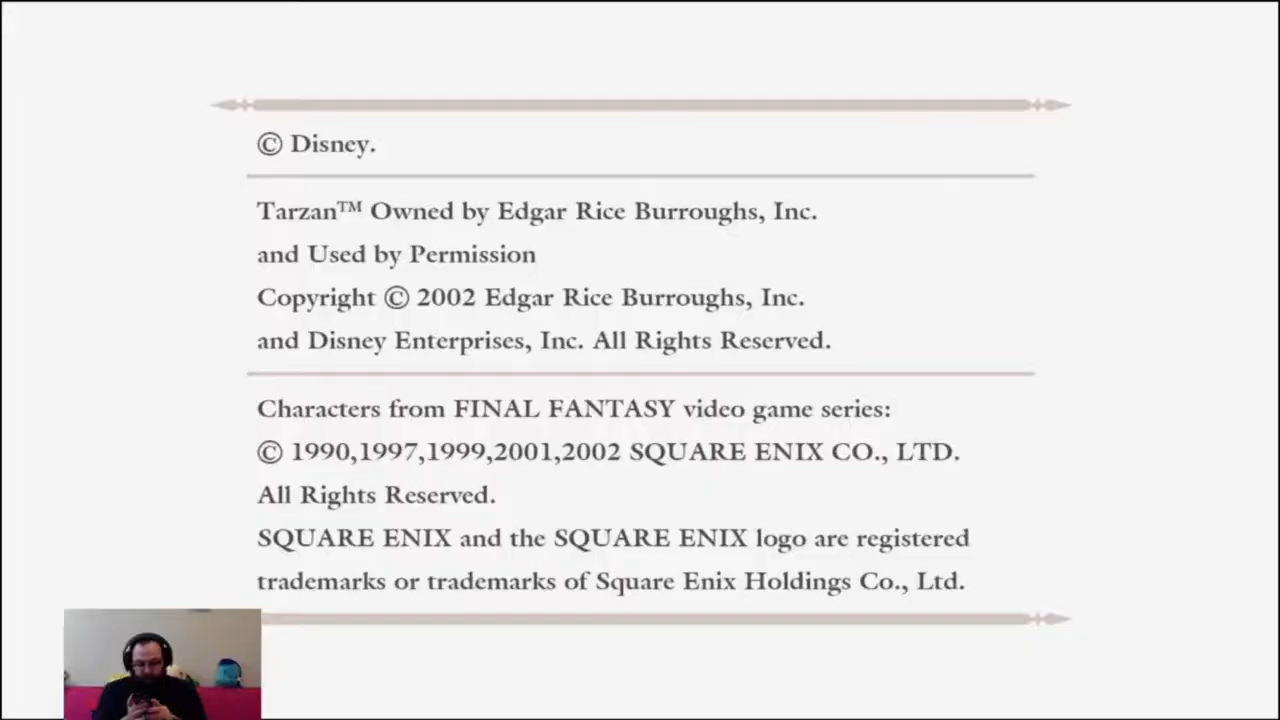 © Disney.
Tarzan™ Owned by Edgar Rice Burroughs, Inc.
and Used by Permission
Copyright © 2002 Edgar Rice Burroughs, Inc.
and Disney Enterprises, Inc. All Rights Reserved.
Characters from FINAL FANTASY video game series:
© 1990,1997,1999,2001,2002 SQUARE ENIX CO., LTD.
All Rights Reserved.
SQUARE ENIX and the SQUARE ENIX logo are registered
trademarks or trademarks of Square Enix Holdings Co., Ltd.